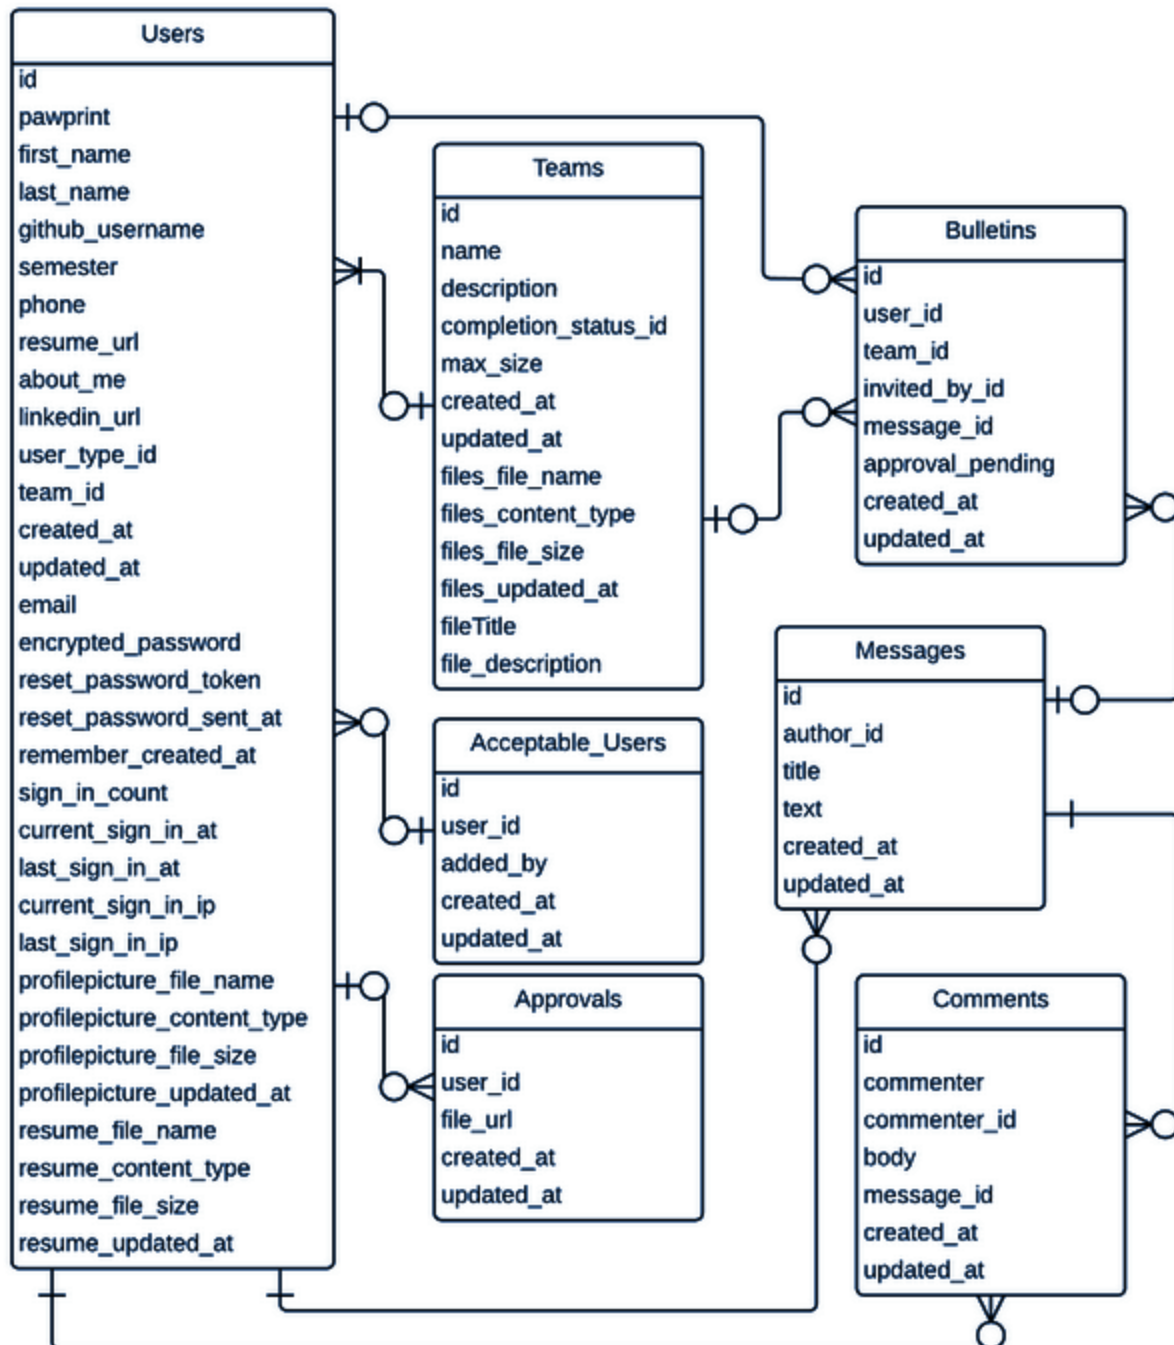 Users
id
pawprint
first_name
last_name
github_username
semester
phone
resume_url
about_me
linkedin_url
user_type_id
team_id
created_at
updated_at
email
encrypted_password
reset_password_token
reset_password_sent_at
remember_created_at
sign_in_count
current_sign_in_at
last_sign_in_at
current_sign_in_ip
last_sign_in_ip
profilepicture_file_name
profilepicture_content_type
profilepicture_file_size
profilepicture_updated_at
resume_file_name
resume_content_type
resume_file_size
resume_updated_at
Teams
id
name
description
completion_status_id
max_size
created_at
updated_at
files_file_name
files_content_type
files_file_size
files_updated_at
fileTitle
file_description
Acceptable_Users
id
user_id
added_by
created_at
updated_at
Approvals
id
user_id
file_url
created_at
updated_at
Bulletins
id
user_id
team_id
invited_by_id
message_id
approval_pending
created_at
updated_at
Messages
id
author_id
title
text
created_at
updated_at
Comments
id
commenter
commenter_id
body
message_id
created_at
updated_at